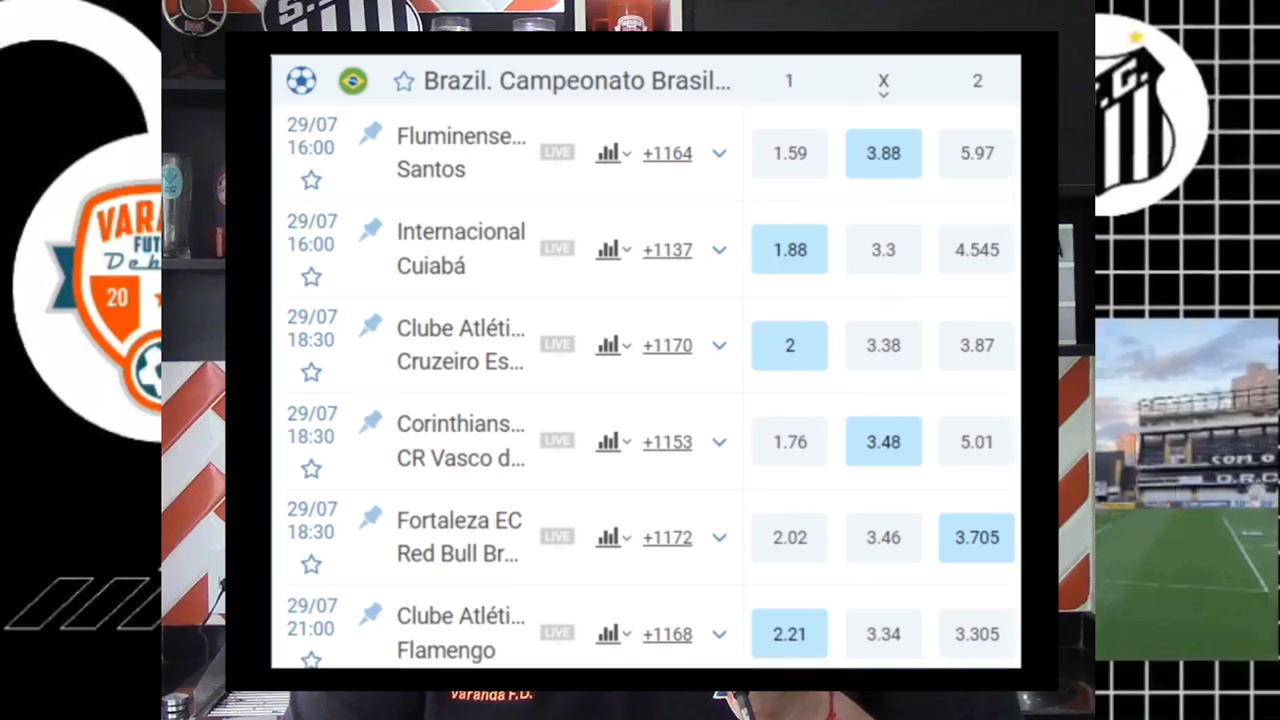 Brazil. Campeonato Brasil... 1 X 2
29/07
16:00
Fluminense...
Santos
LIVE +1164 1.59 3.88 5.97
29/07
16:00
Internacional
Cuiabá
LIVE +1137 1.88 3.3 4.545
29/07
18:30
Clube Atléti...
Cruzeiro Es...
LIVE +1170 2 3.38 3.87
29/07
18:30
Corinthians...
CR Vasco d...
LIVE +1153 1.76 3.48 5.01
29/07
18:30
Fortaleza EC
Red Bull Br...
LIVE +1172 2.02 3.46 3.705
29/07
21:00
Clube Atléti...
Flamengo
LIVE +1168 2.21 3.34 3.305
VARA
FUT
Deb
20
Varanda F.D.
COM O